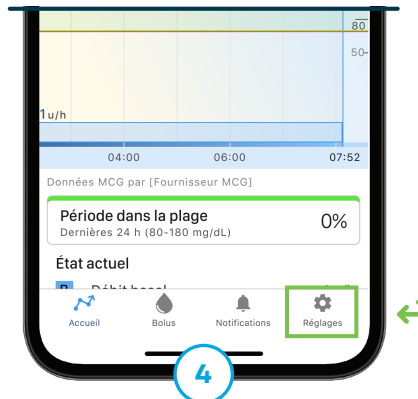 80
50-
1 u/h
04:00 06:00 07:52
Données MCG par [Fournisseur MCG]
Période dans la plage
0%
Dernières 24 h (80-180 mg/dL)
État actuel
Accueil Bolus Notifications Réglages
4